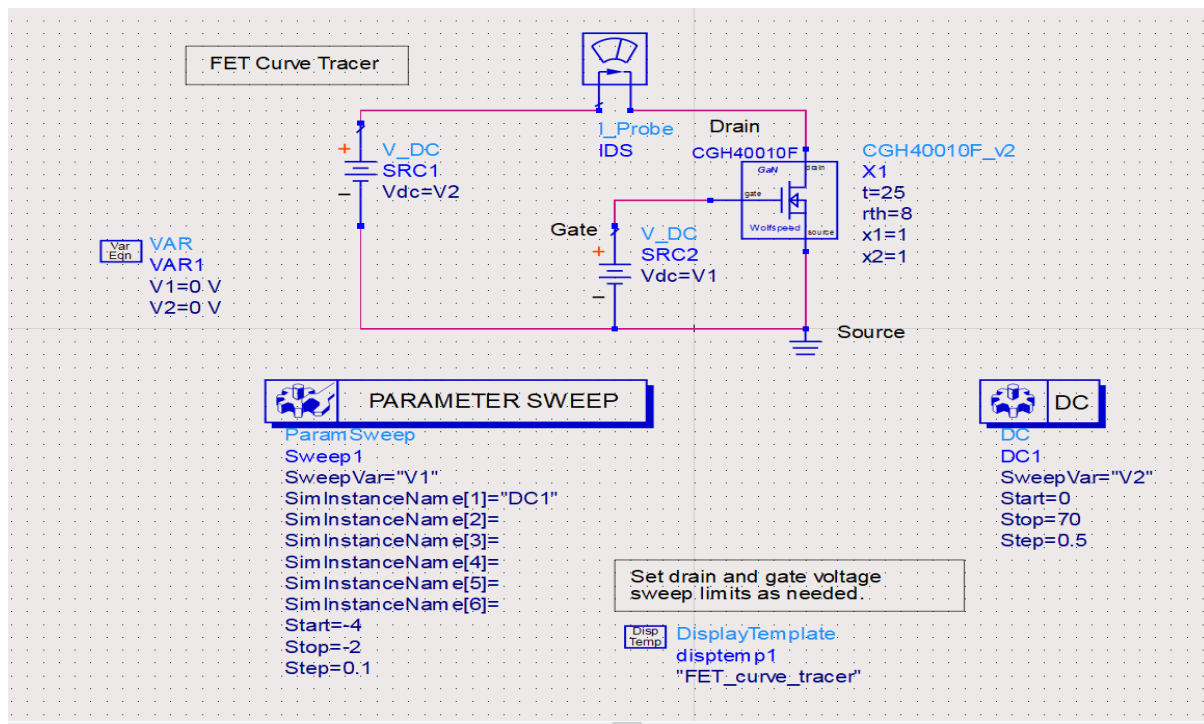 FET Curve Tracer
I_Probe
IDS
Drain
CGH40010F
CGH40010F_v2
X1
t=25
rth=8
x1=1
x2=1
GaN
drain
gate
Wolfspeed
source
+
V_DC
SRC1
Vdc=V2
−
Gate
+
V_DC
SRC2
Vdc=V1
−
Var
Eqn
VAR
VAR1
V1=0 V
V2=0 V
Source
PARAMETER SWEEP
ParamSweep
Sweep1
SweepVar="V1"
SimInstanceName[1]="DC1"
SimInstanceName[2]=
SimInstanceName[3]=
SimInstanceName[4]=
SimInstanceName[5]=
SimInstanceName[6]=
Start=-4
Stop=-2
Step=0.1
DC
DC
DC1
SweepVar="V2"
Start=0
Stop=70
Step=0.5
Set drain and gate voltage
sweep limits as needed.
Disp
Temp
DisplayTemplate
disptemp1
"FET_curve_tracer"